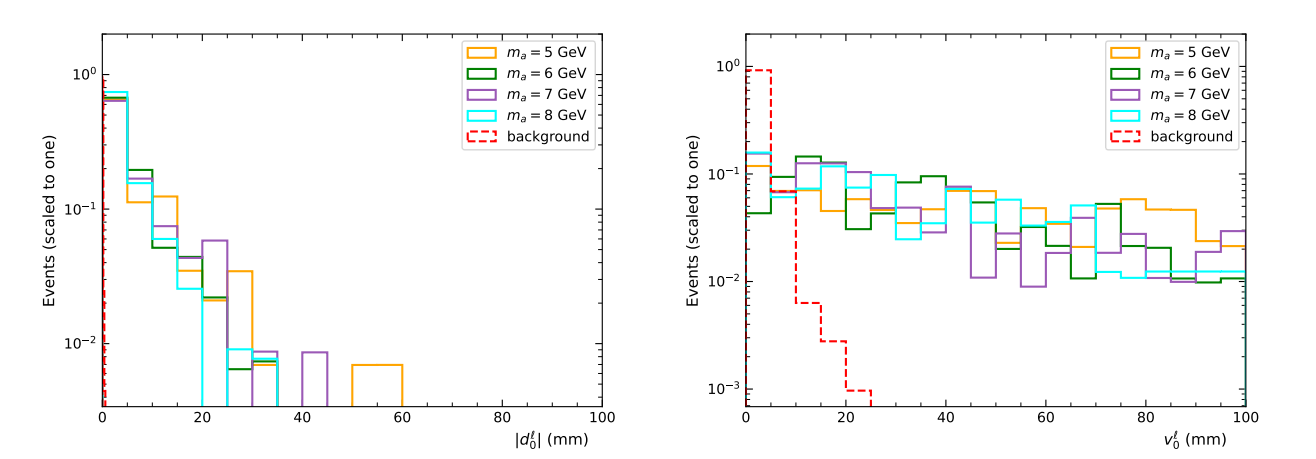 Events (scaled to one)
10⁰
10⁻¹
10⁻²
0 20 40 60 80 100
|d₀^ℓ| (mm)
mₐ = 5 GeV
mₐ = 6 GeV
mₐ = 7 GeV
mₐ = 8 GeV
background
Events (scaled to one)
10⁰
10⁻¹
10⁻²
10⁻³
0 20 40 60 80 100
v₀^ℓ (mm)
mₐ = 5 GeV
mₐ = 6 GeV
mₐ = 7 GeV
mₐ = 8 GeV
background